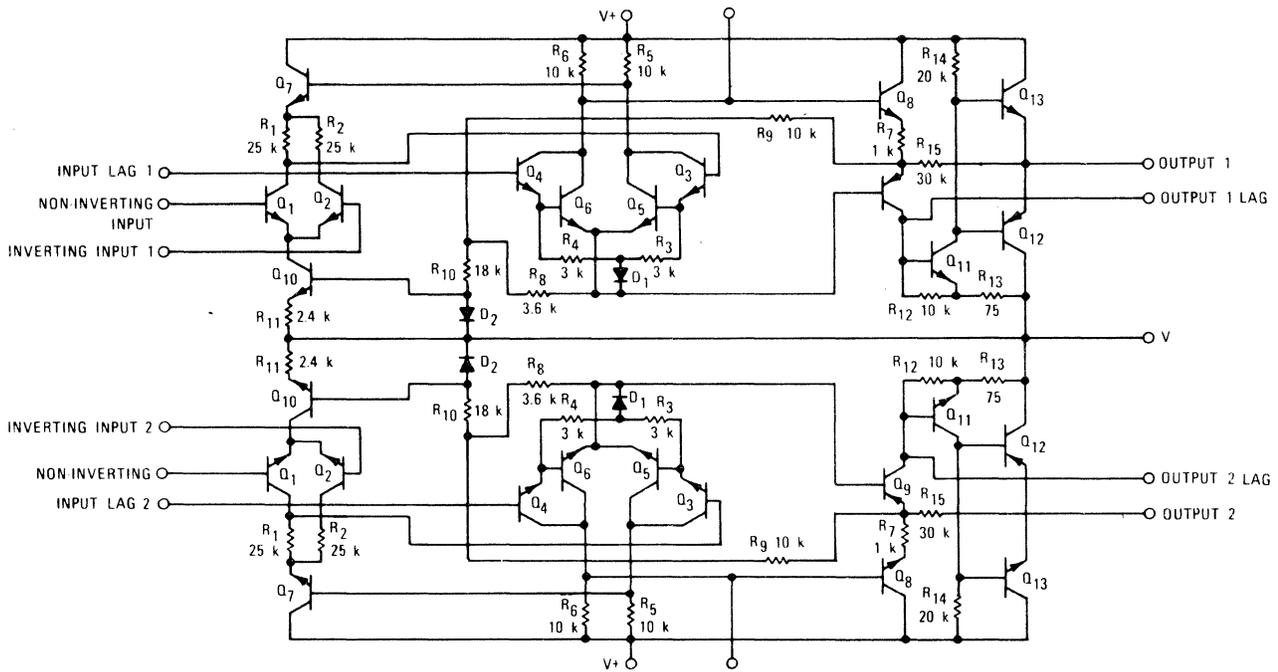 V+
R6
10 k
R5
10 k
R14
20 k
Q7
Q8
Q13
R1
25 k
R2
25 k
R9 10 k
R7
1 k
R15
30 k
INPUT LAG 1
Q4
Q3
OUTPUT 1
NON-INVERTING
INPUT
Q1
Q2
Q6
Q5
OUTPUT 1 LAG
INVERTING INPUT 1
R4
3 k
R3
3 k
Q12
Q10
R10
18 k
R8
3.6 k
D1
Q11
R13
75
R12
10 k
R11
2.4 k
D2
V
R11
2.4 k
D2
R8
3.6 k
R12 10 k
R13
75
Q10
R10
18 k
R4
3 k
D1
R3
3 k
Q11
INVERTING INPUT 2
Q12
NON-INVERTING
Q1
Q2
Q6
Q5
OUTPUT 2 LAG
INPUT LAG 2
Q4
Q3
Q9
R15
30 k
OUTPUT 2
R1
25 k
R2
25 k
R9 10 k
R7
1 k
Q7
Q8
Q13
R6
10 k
R5
10 k
R14
20 k
V+